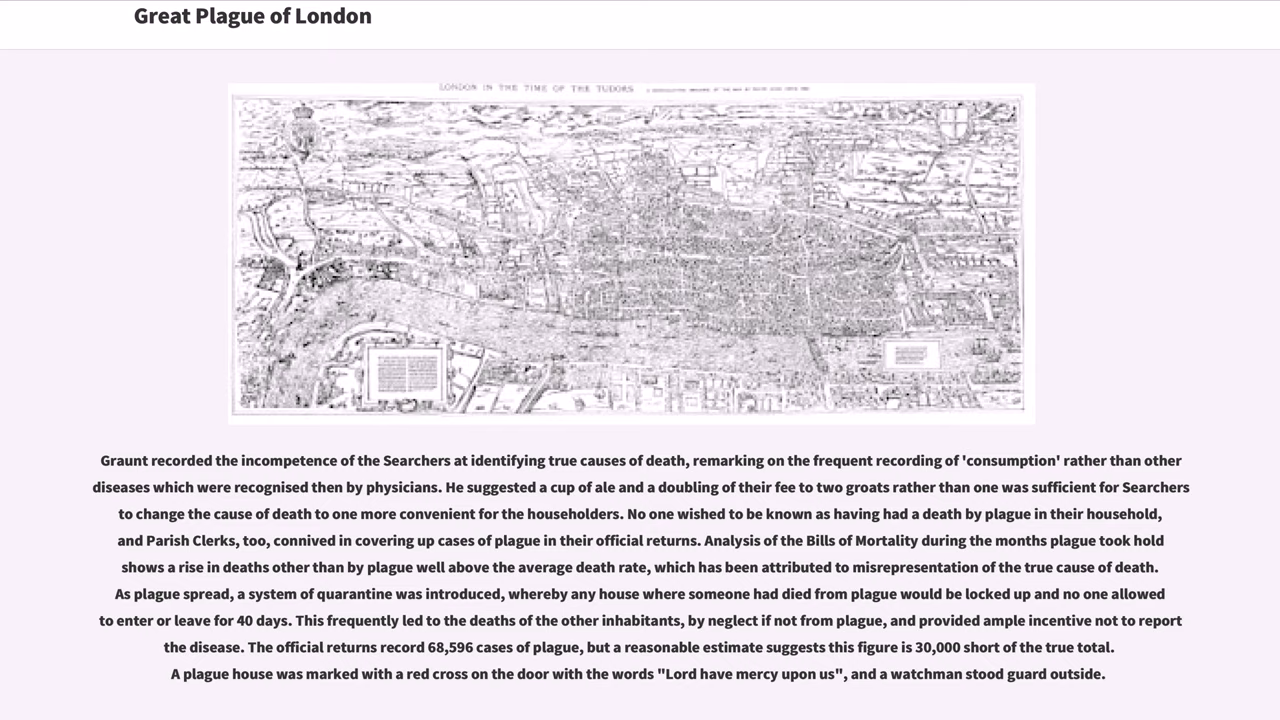 Great Plague of London
LONDON IN THE TIME OF THE TUDORS
Graunt recorded the incompetence of the Searchers at identifying true causes of death, remarking on the frequent recording of 'consumption' rather than other
diseases which were recognised then by physicians. He suggested a cup of ale and a doubling of their fee to two groats rather than one was sufficient for Searchers
to change the cause of death to one more convenient for the householders. No one wished to be known as having had a death by plague in their household,
and Parish Clerks, too, connived in covering up cases of plague in their official returns. Analysis of the Bills of Mortality during the months plague took hold
shows a rise in deaths other than by plague well above the average death rate, which has been attributed to misrepresentation of the true cause of death.
As plague spread, a system of quarantine was introduced, whereby any house where someone had died from plague would be locked up and no one allowed
to enter or leave for 40 days. This frequently led to the deaths of the other inhabitants, by neglect if not from plague, and provided ample incentive not to report
the disease. The official returns record 68,596 cases of plague, but a reasonable estimate suggests this figure is 30,000 short of the true total.
A plague house was marked with a red cross on the door with the words "Lord have mercy upon us", and a watchman stood guard outside.